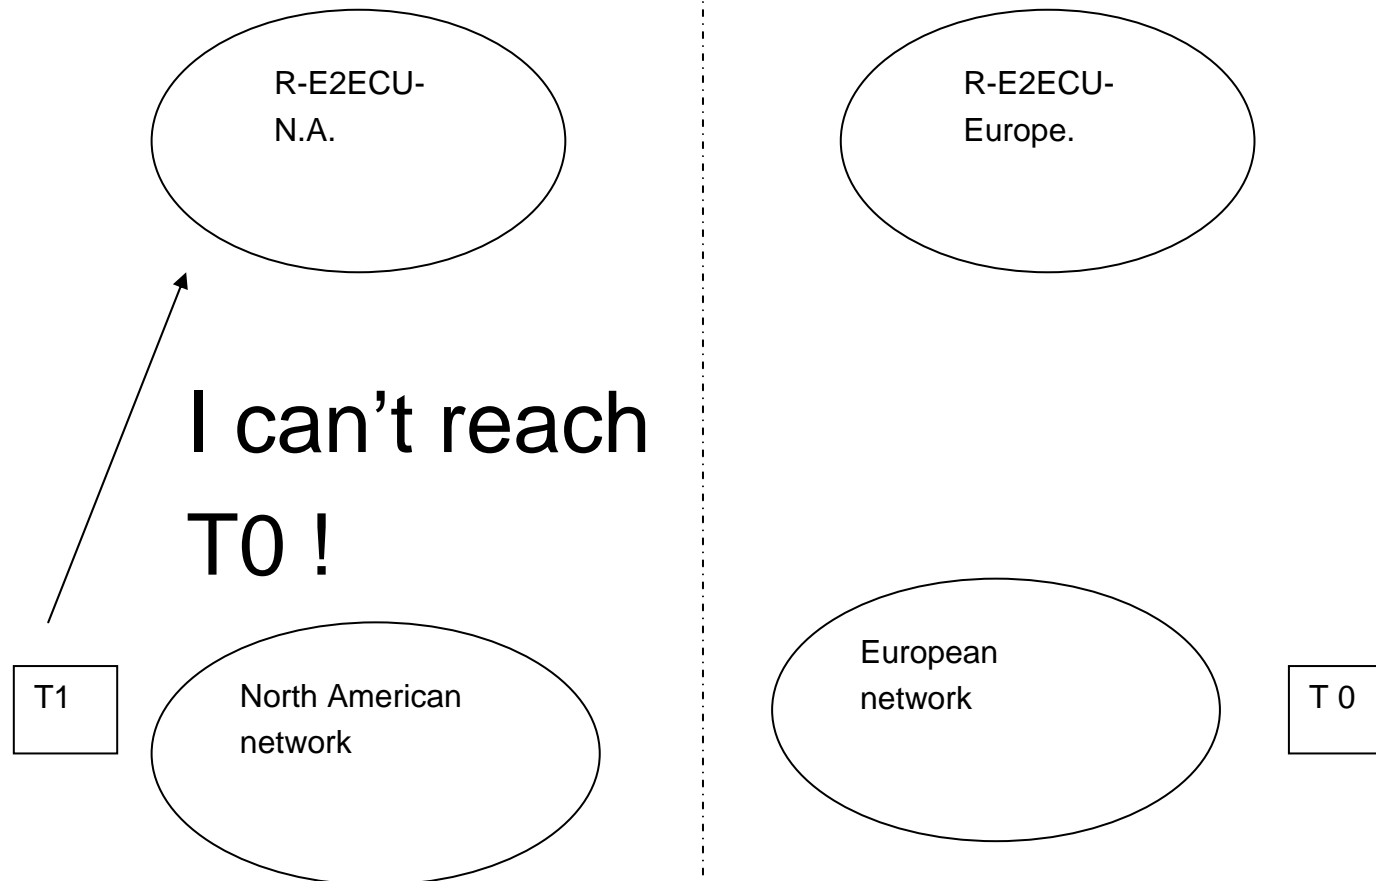 R-E2ECU-
N.A.
R-E2ECU-
Europe.
I can’t reach
T0 !
T1
North American
network
European
network
T 0